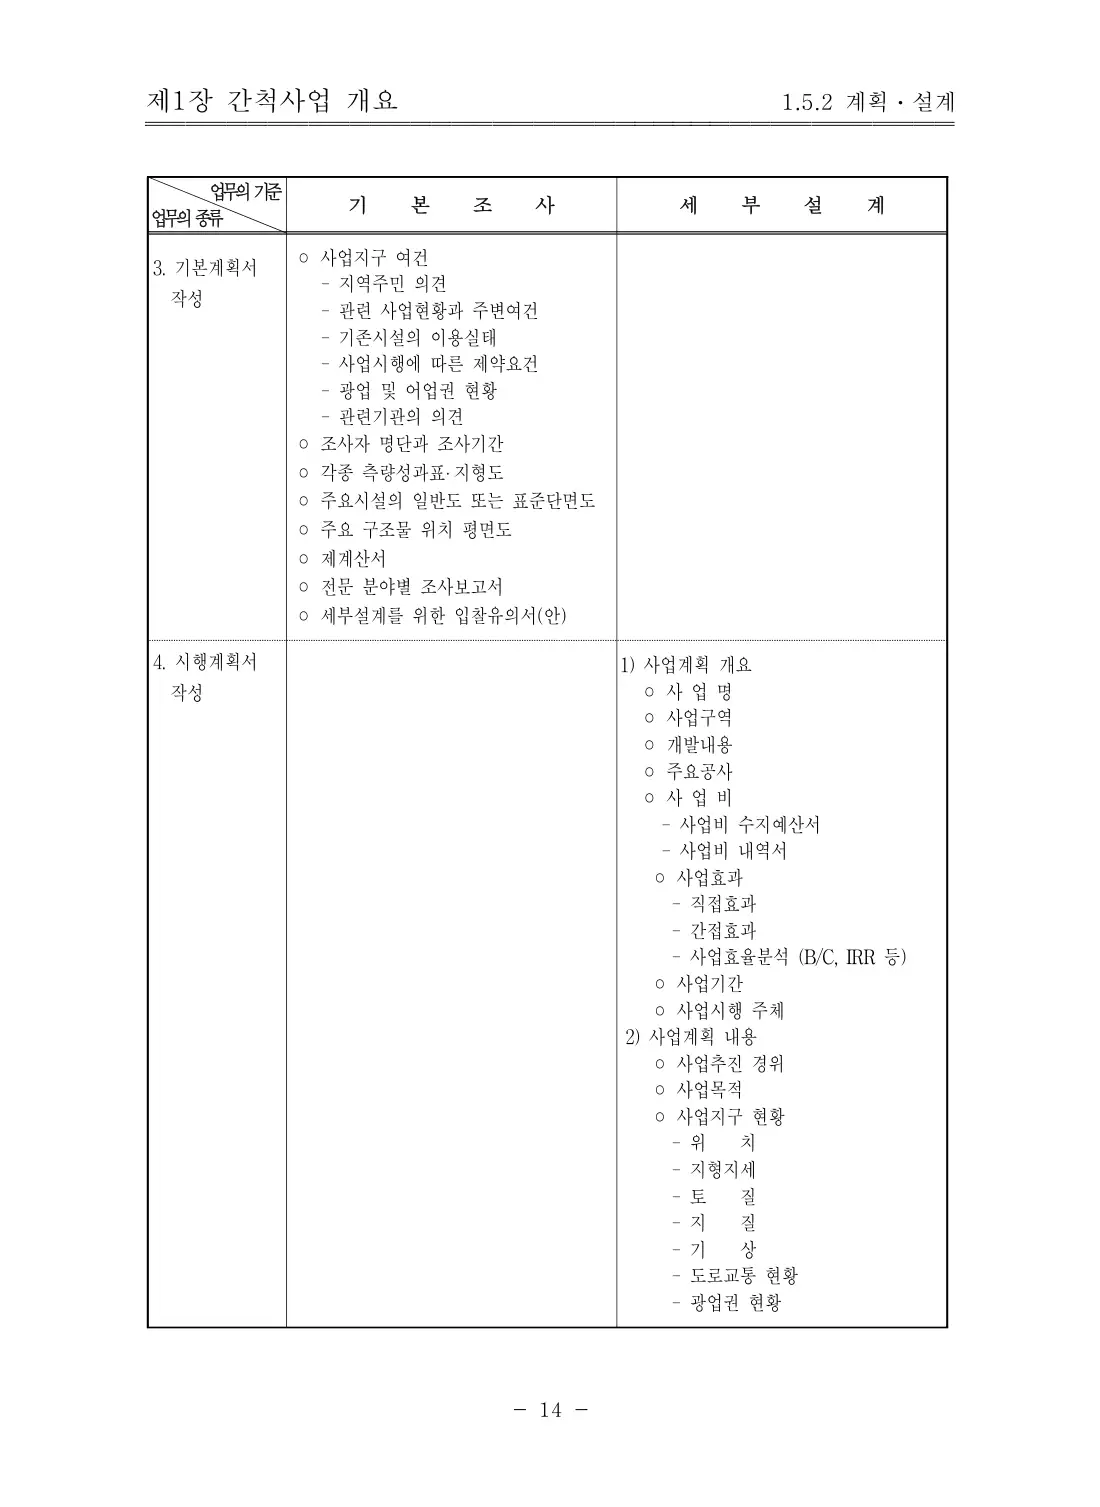 제1장 간척사업 개요
1.5.2 계획·설계
업무의 기준
업무의 종류
기 본 조 사
세 부 설 계
3. 기본계획서
작성
○ 사업지구 여건
- 지역주민 의견
- 관련 사업현황과 주변여건
- 기존시설의 이용실태
- 사업시행에 따른 제약요건
- 광업 및 어업권 현황
- 관련기관의 의견
○ 조사자 명단과 조사기간
○ 각종 측량성과표·지형도
○ 주요시설의 일반도 또는 표준단면도
○ 주요 구조물 위치 평면도
○ 제계산서
○ 전문 분야별 조사보고서
○ 세부설계를 위한 입찰유의서(안)
4. 시행계획서
작성
1) 사업계획 개요
○ 사 업 명
○ 사업구역
○ 개발내용
○ 주요공사
○ 사 업 비
- 사업비 수지예산서
- 사업비 내역서
○ 사업효과
- 직접효과
- 간접효과
- 사업효율분석 (B/C, IRR 등)
○ 사업기간
○ 사업시행 주체
2) 사업계획 내용
○ 사업추진 경위
○ 사업목적
○ 사업지구 현황
- 위 치
- 지형지세
- 토 질
- 지 질
- 기 상
- 도로교통 현황
- 광업권 현황
- 14 -